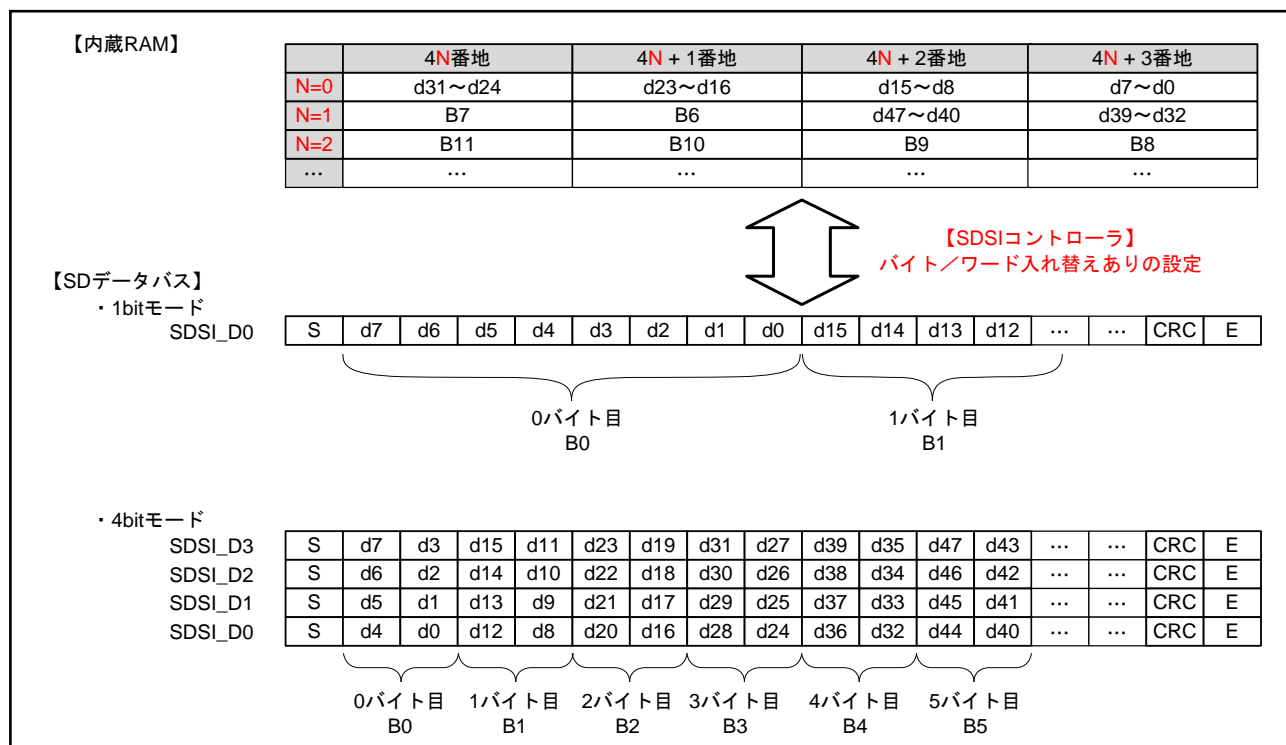 【内蔵RAM】
4N番地 4N + 1番地 4N + 2番地 4N + 3番地
N=0 d31～d24 d23～d16 d15～d8 d7～d0
N=1 B7 B6 d47～d40 d39～d32
N=2 B11 B10 B9 B8
… … … … …
【SDSIコントローラ】
バイト／ワード入れ替えありの設定
【SDデータバス】
・1bitモード
SDSI_D0 S d7 d6 d5 d4 d3 d2 d1 d0 d15 d14 d13 d12 … … CRC E
0バイト目 1バイト目
B0 B1
・4bitモード
SDSI_D3 S d7 d3 d15 d11 d23 d19 d31 d27 d39 d35 d47 d43 … … CRC E
SDSI_D2 S d6 d2 d14 d10 d22 d18 d30 d26 d38 d34 d46 d42 … … CRC E
SDSI_D1 S d5 d1 d13 d9 d21 d17 d29 d25 d37 d33 d45 d41 … … CRC E
SDSI_D0 S d4 d0 d12 d8 d20 d16 d28 d24 d36 d32 d44 d40 … … CRC E
0バイト目 1バイト目 2バイト目 3バイト目 4バイト目 5バイト目
B0 B1 B2 B3 B4 B5